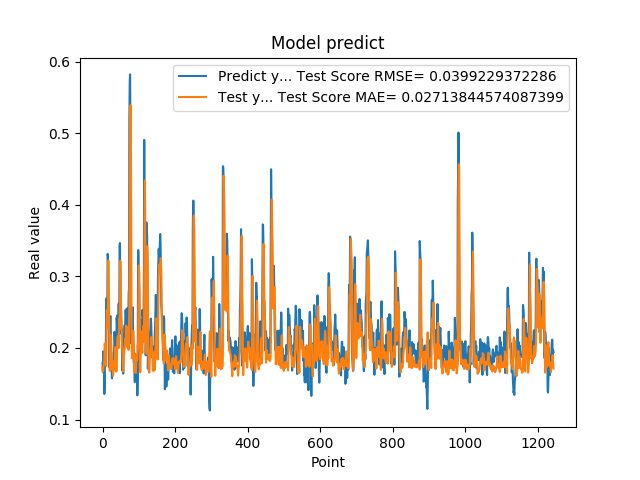 Model predict
Predict y... Test Score RMSE= 0.0399229372286
Test y... Test Score MAE= 0.02713844574087399
0.6
0.5
0.4
0.3
0.2
0.1
Real value
0 200 400 600 800 1000 1200
Point